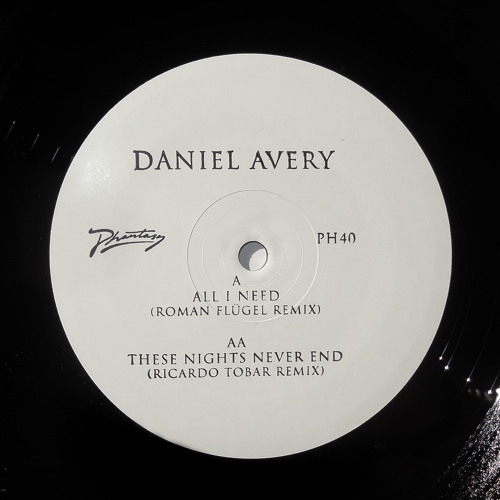 DANIEL AVERY
Phantasy
PH40
A
ALL I NEED
(ROMAN FLÜGEL REMIX)
AA
THESE NIGHTS NEVER END
(RICARDO TOBAR REMIX)